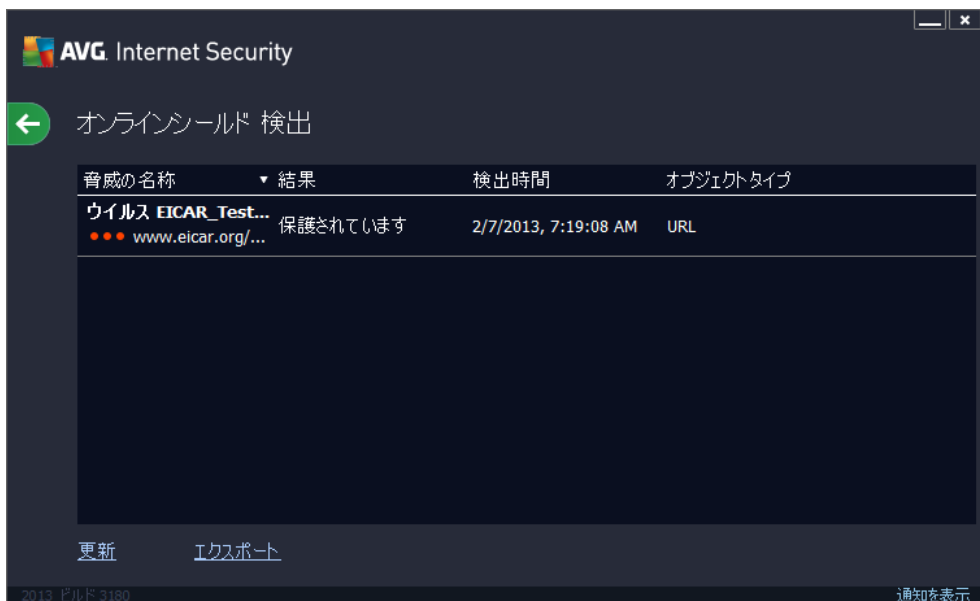 AVG. Internet Security
オンラインシールド 検出
脅威の名称 結果 検出時間 オブジェクトタイプ
ウイルス EICAR_Test... 保護されています 2/7/2013, 7:19:08 AM URL
www.eicar.org/...
更新 エクスポート
2013 ビルド 3180 通知を表示